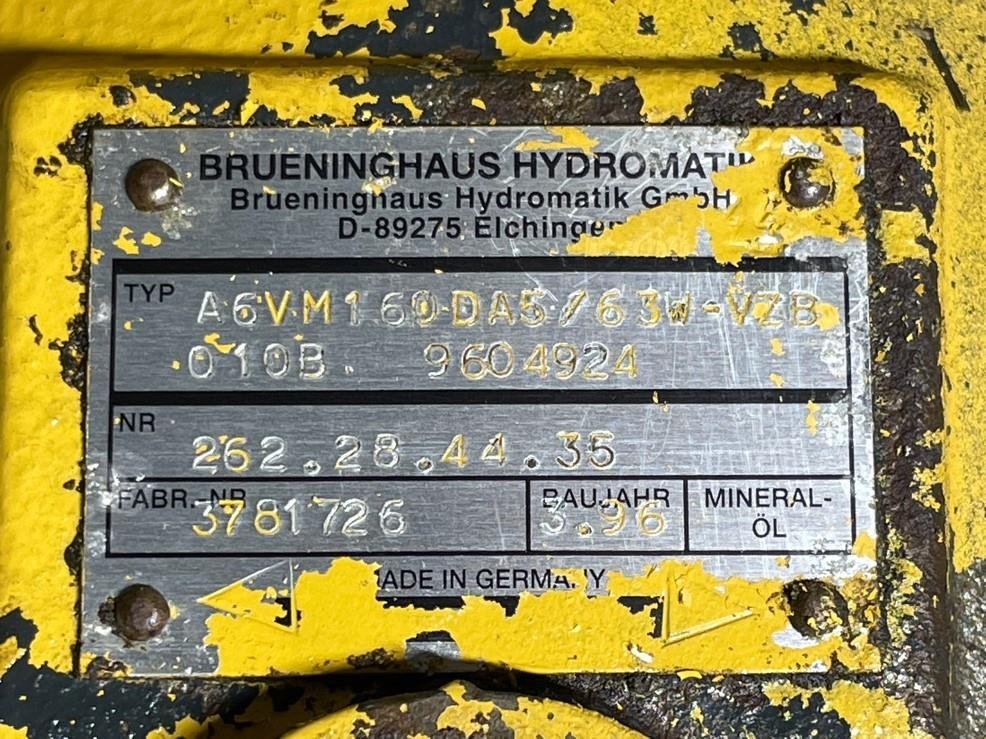 BRUENINGHAUS HYDROMATIK
Brueninghaus Hydromatik GmbH
D-89275 Elchingen
TYP
A6VM160DA5/63W-VZB
010B. 9604924
NR
262.28.44.35
FABR.-NR BAUJAHR MINERAL-
3781726 3.96 ÖL
MADE IN GERMANY